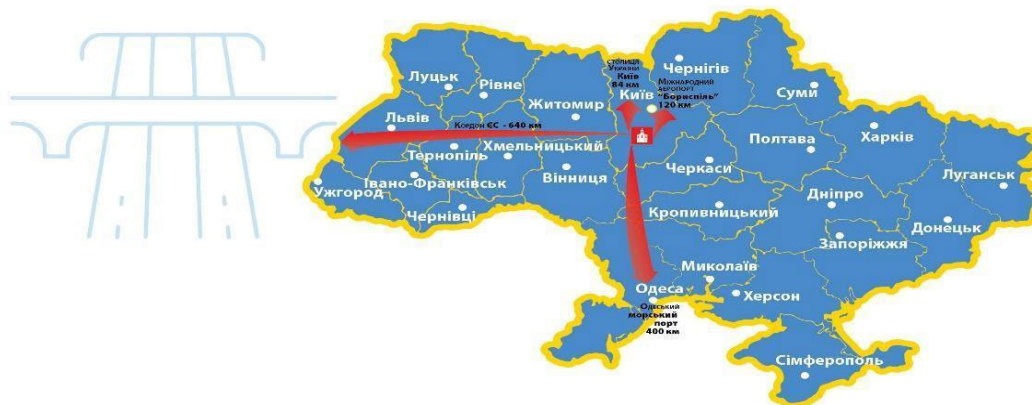 Чернігів
СТОЛИЦЯ
УКРАЇНИ
Київ
84 км
МІЖНАРОДНИЙ
АЕРОПОРТ
"Бориспіль"
120 км
Луцьк
Рівне
Київ
Суми
Житомир
Львів
Кордон ЄС - 640 км
Полтава
Харків
Хмельницький
Тернопіль
Черкаси
Вінниця
Луганськ
Ужгород
Івано-Франківськ
Дніпро
Чернівці
Кропивницький
Донецьк
Запоріжжя
Миколаїв
Одеса
Херсон
Одеський
морський
порт
400 км
Сімферополь